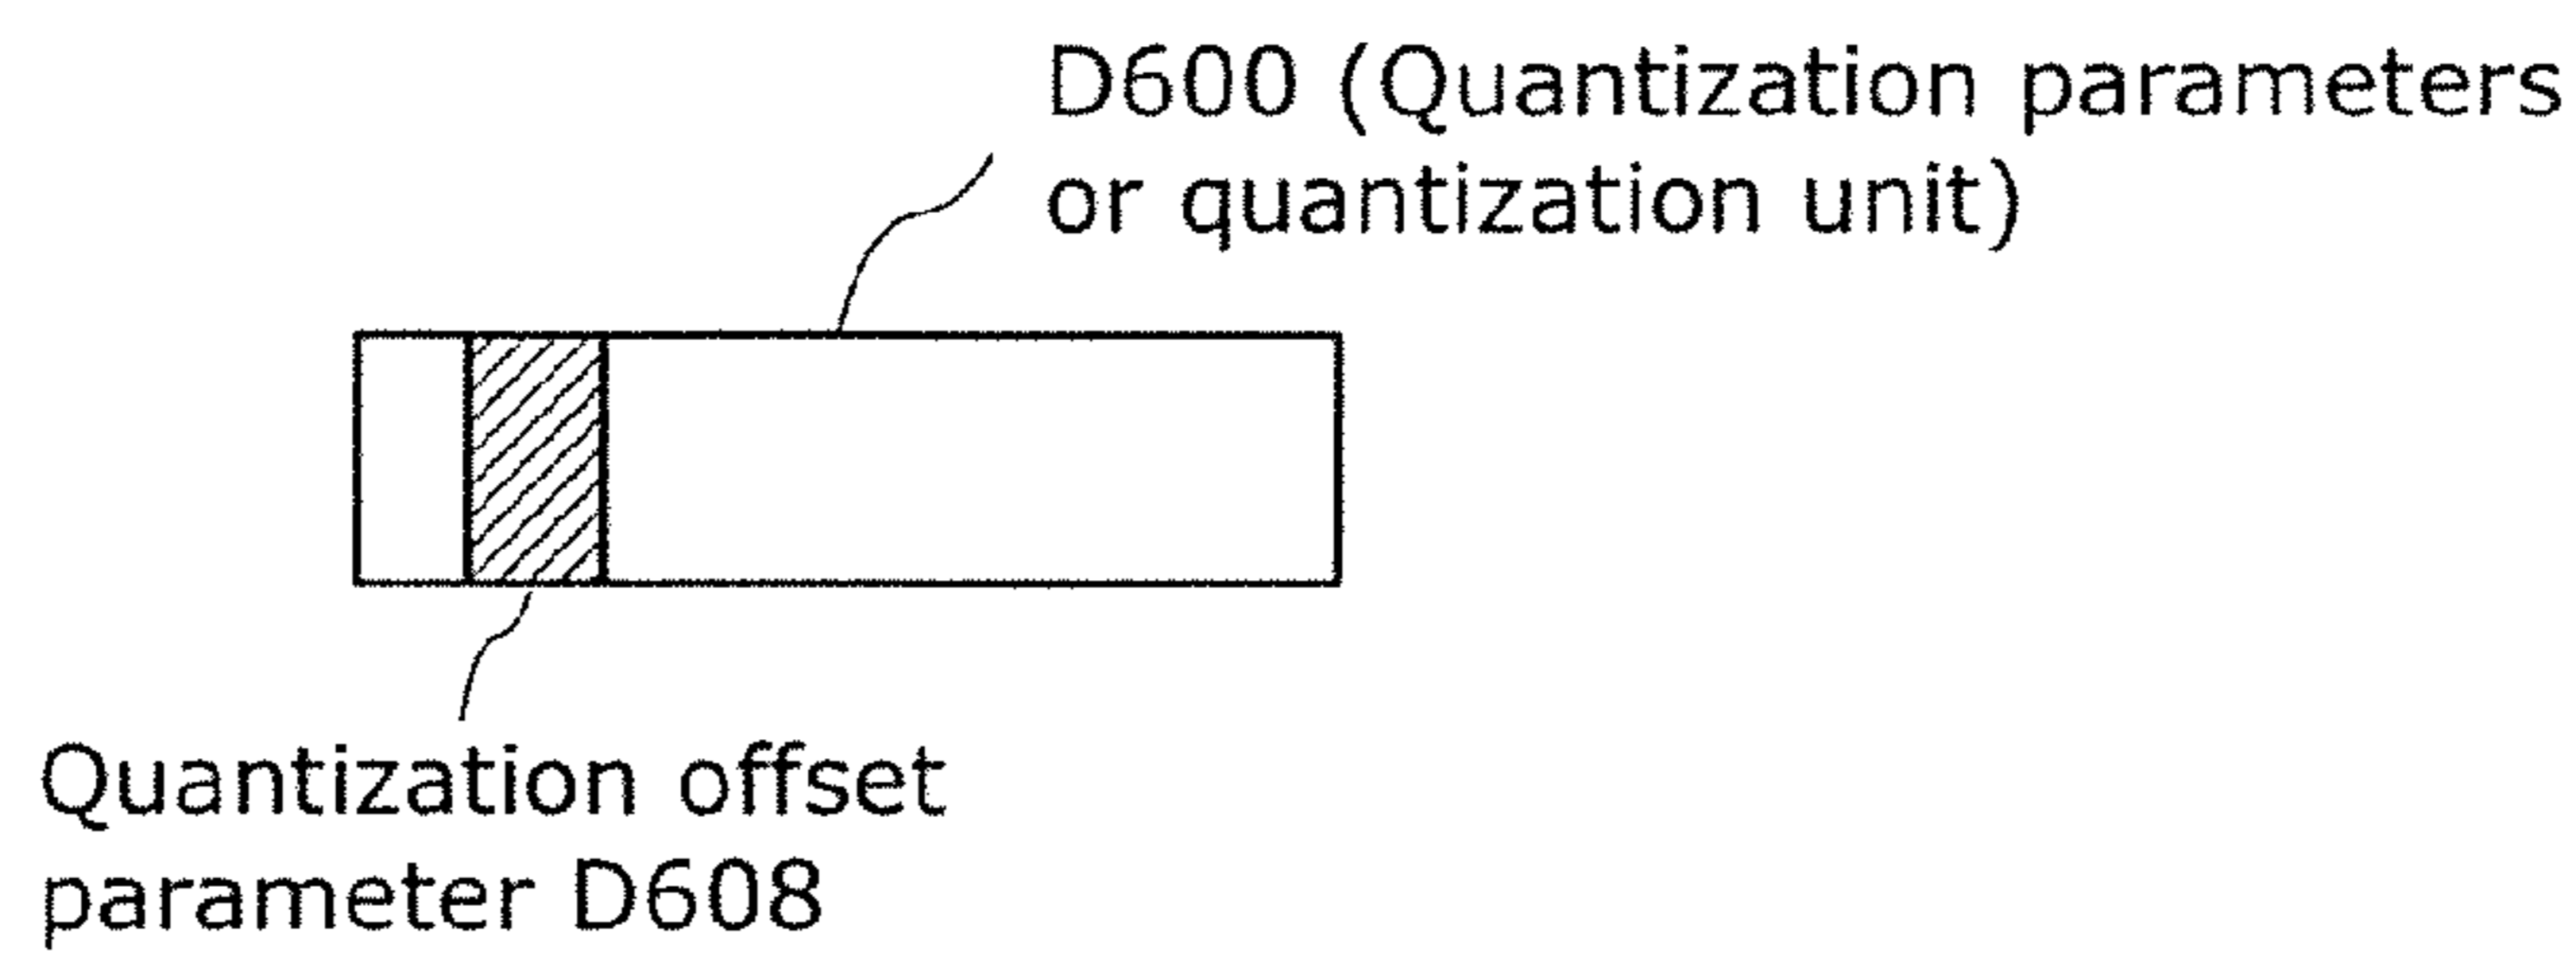 D600 (Quantization parameters
or quantization unit)
Quantization offset
parameter D608